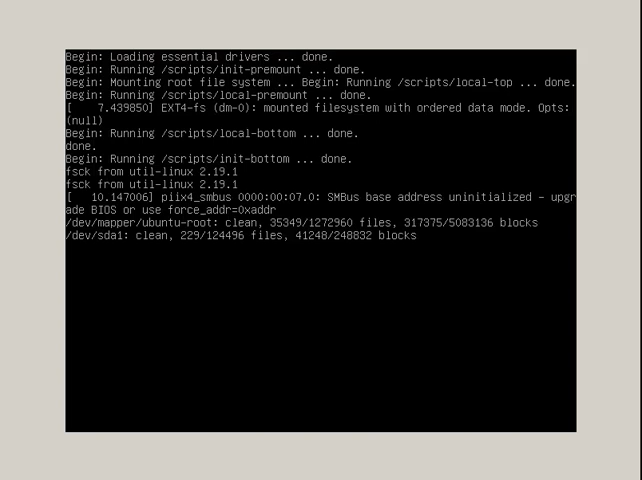 Begin: Loading essential drivers ... done.
Begin: Running /scripts/init-premount ... done.
Begin: Mounting root file system ... Begin: Running /scripts/local-top ... done.
Begin: Running /scripts/local-premount ... done.
[    7.439850] EXT4-fs (dm-0): mounted filesystem with ordered data mode. Opts:
(null)
Begin: Running /scripts/local-bottom ... done.
done.
Begin: Running /scripts/init-bottom ... done.
fsck from util-linux 2.19.1
fsck from util-linux 2.19.1
[   10.147006] piix4_smbus 0000:00:07.0: SMBus base address uninitialized - upgr
ade BIOS or use force_addr=0xaddr
/dev/mapper/ubuntu-root: clean, 35349/1272960 files, 317375/5083136 blocks
/dev/sda1: clean, 229/124496 files, 41248/248832 blocks